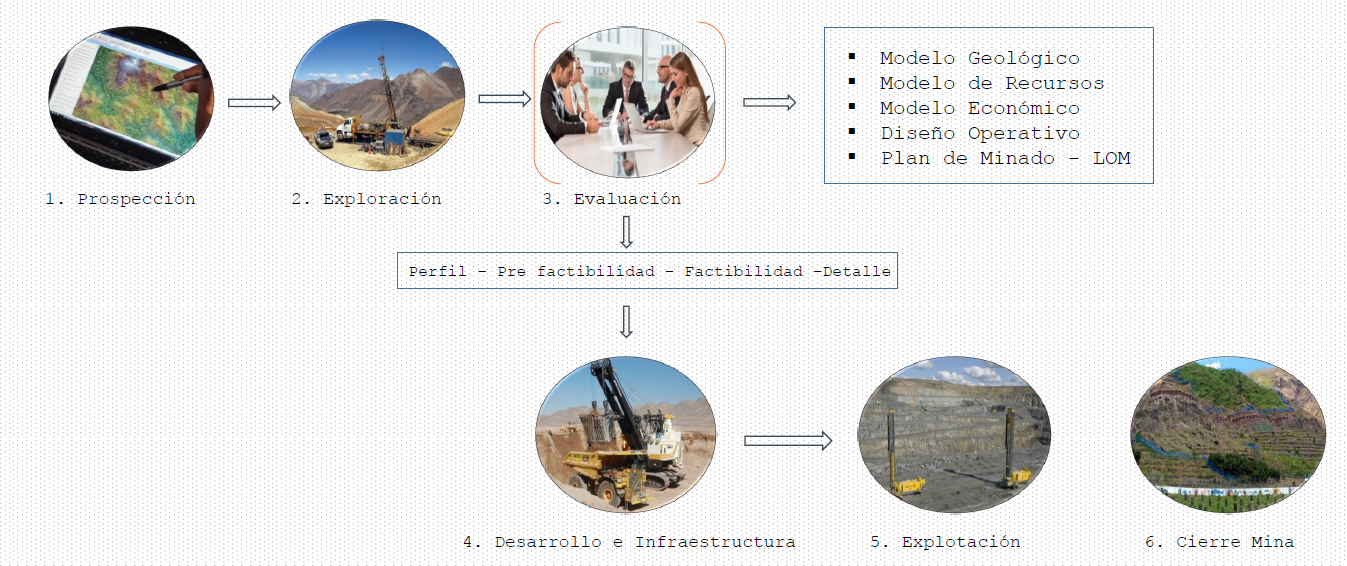 ▪ Modelo Geológico
▪ Modelo de Recursos
▪ Modelo Económico
▪ Diseño Operativo
▪ Plan de Minado – LOM
1. Prospección
2. Exploración
3. Evaluación
Perfil – Pre factibilidad – Factibilidad –Detalle
4. Desarrollo e Infraestructura
5. Explotación
6. Cierre Mina